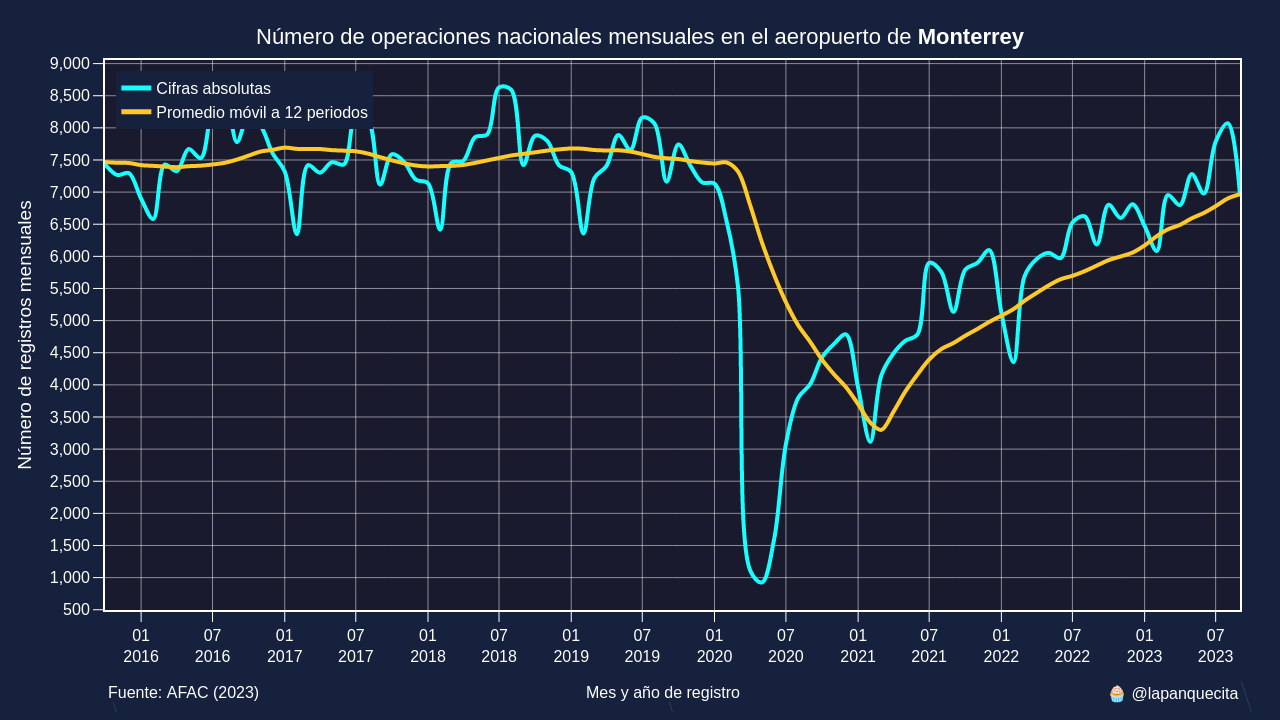 Número de operaciones nacionales mensuales en el aeropuerto de Monterrey
Número de registros mensuales
9,000
8,500
8,000
7,500
7,000
6,500
6,000
5,500
5,000
4,500
4,000
3,500
3,000
2,500
2,000
1,500
1,000
500
Cifras absolutas
Promedio móvil a 12 periodos
01 07 01 07 01 07 01 07 01 07 01 07 01 07 01 07
2016 2016 2017 2017 2018 2018 2019 2019 2020 2020 2021 2021 2022 2022 2023 2023
Fuente: AFAC (2023) Mes y año de registro 🧁 @lapanquecita